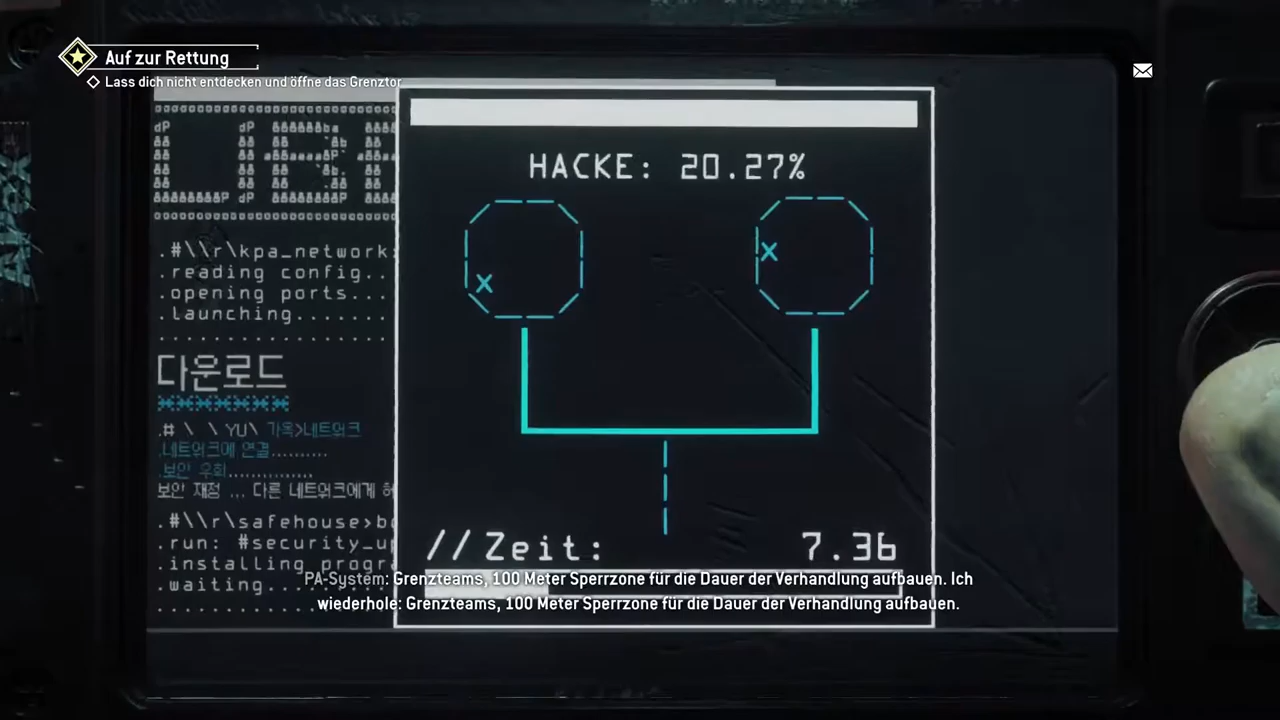 Auf zur Rettung
Lass dich nicht entdecken und öffne das Grenztor
HACKE: 20.27%
.#\\r\kpa_network>
.reading config..
.opening ports...
.launching.......
다운로드
.# \ \ YU\ 가옥>네트워크
.네트워크에 연결..........
.보안 우회...............
보안 재정 ... 다른 네트워크에게 허
.#\\r\safehouse>b
.run: #security_u
.installing progr
.waiting....
//Zeit: 7.36
PA-System: Grenzteams, 100 Meter Sperrzone für die Dauer der Verhandlung aufbauen. Ich
wiederhole: Grenzteams, 100 Meter Sperrzone für die Dauer der Verhandlung aufbauen.